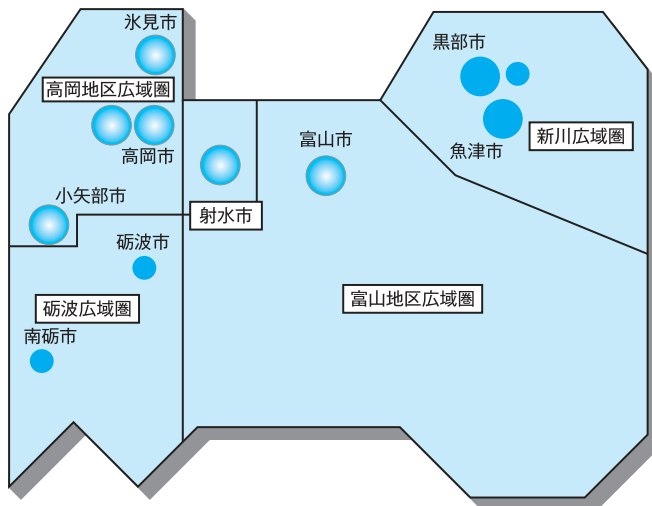 氷見市
黒部市
高岡地区広域圏
高岡市
富山市
新川広域圏
魚津市
小矢部市
射水市
砺波市
砺波広域圏
富山地区広域圏
南砺市